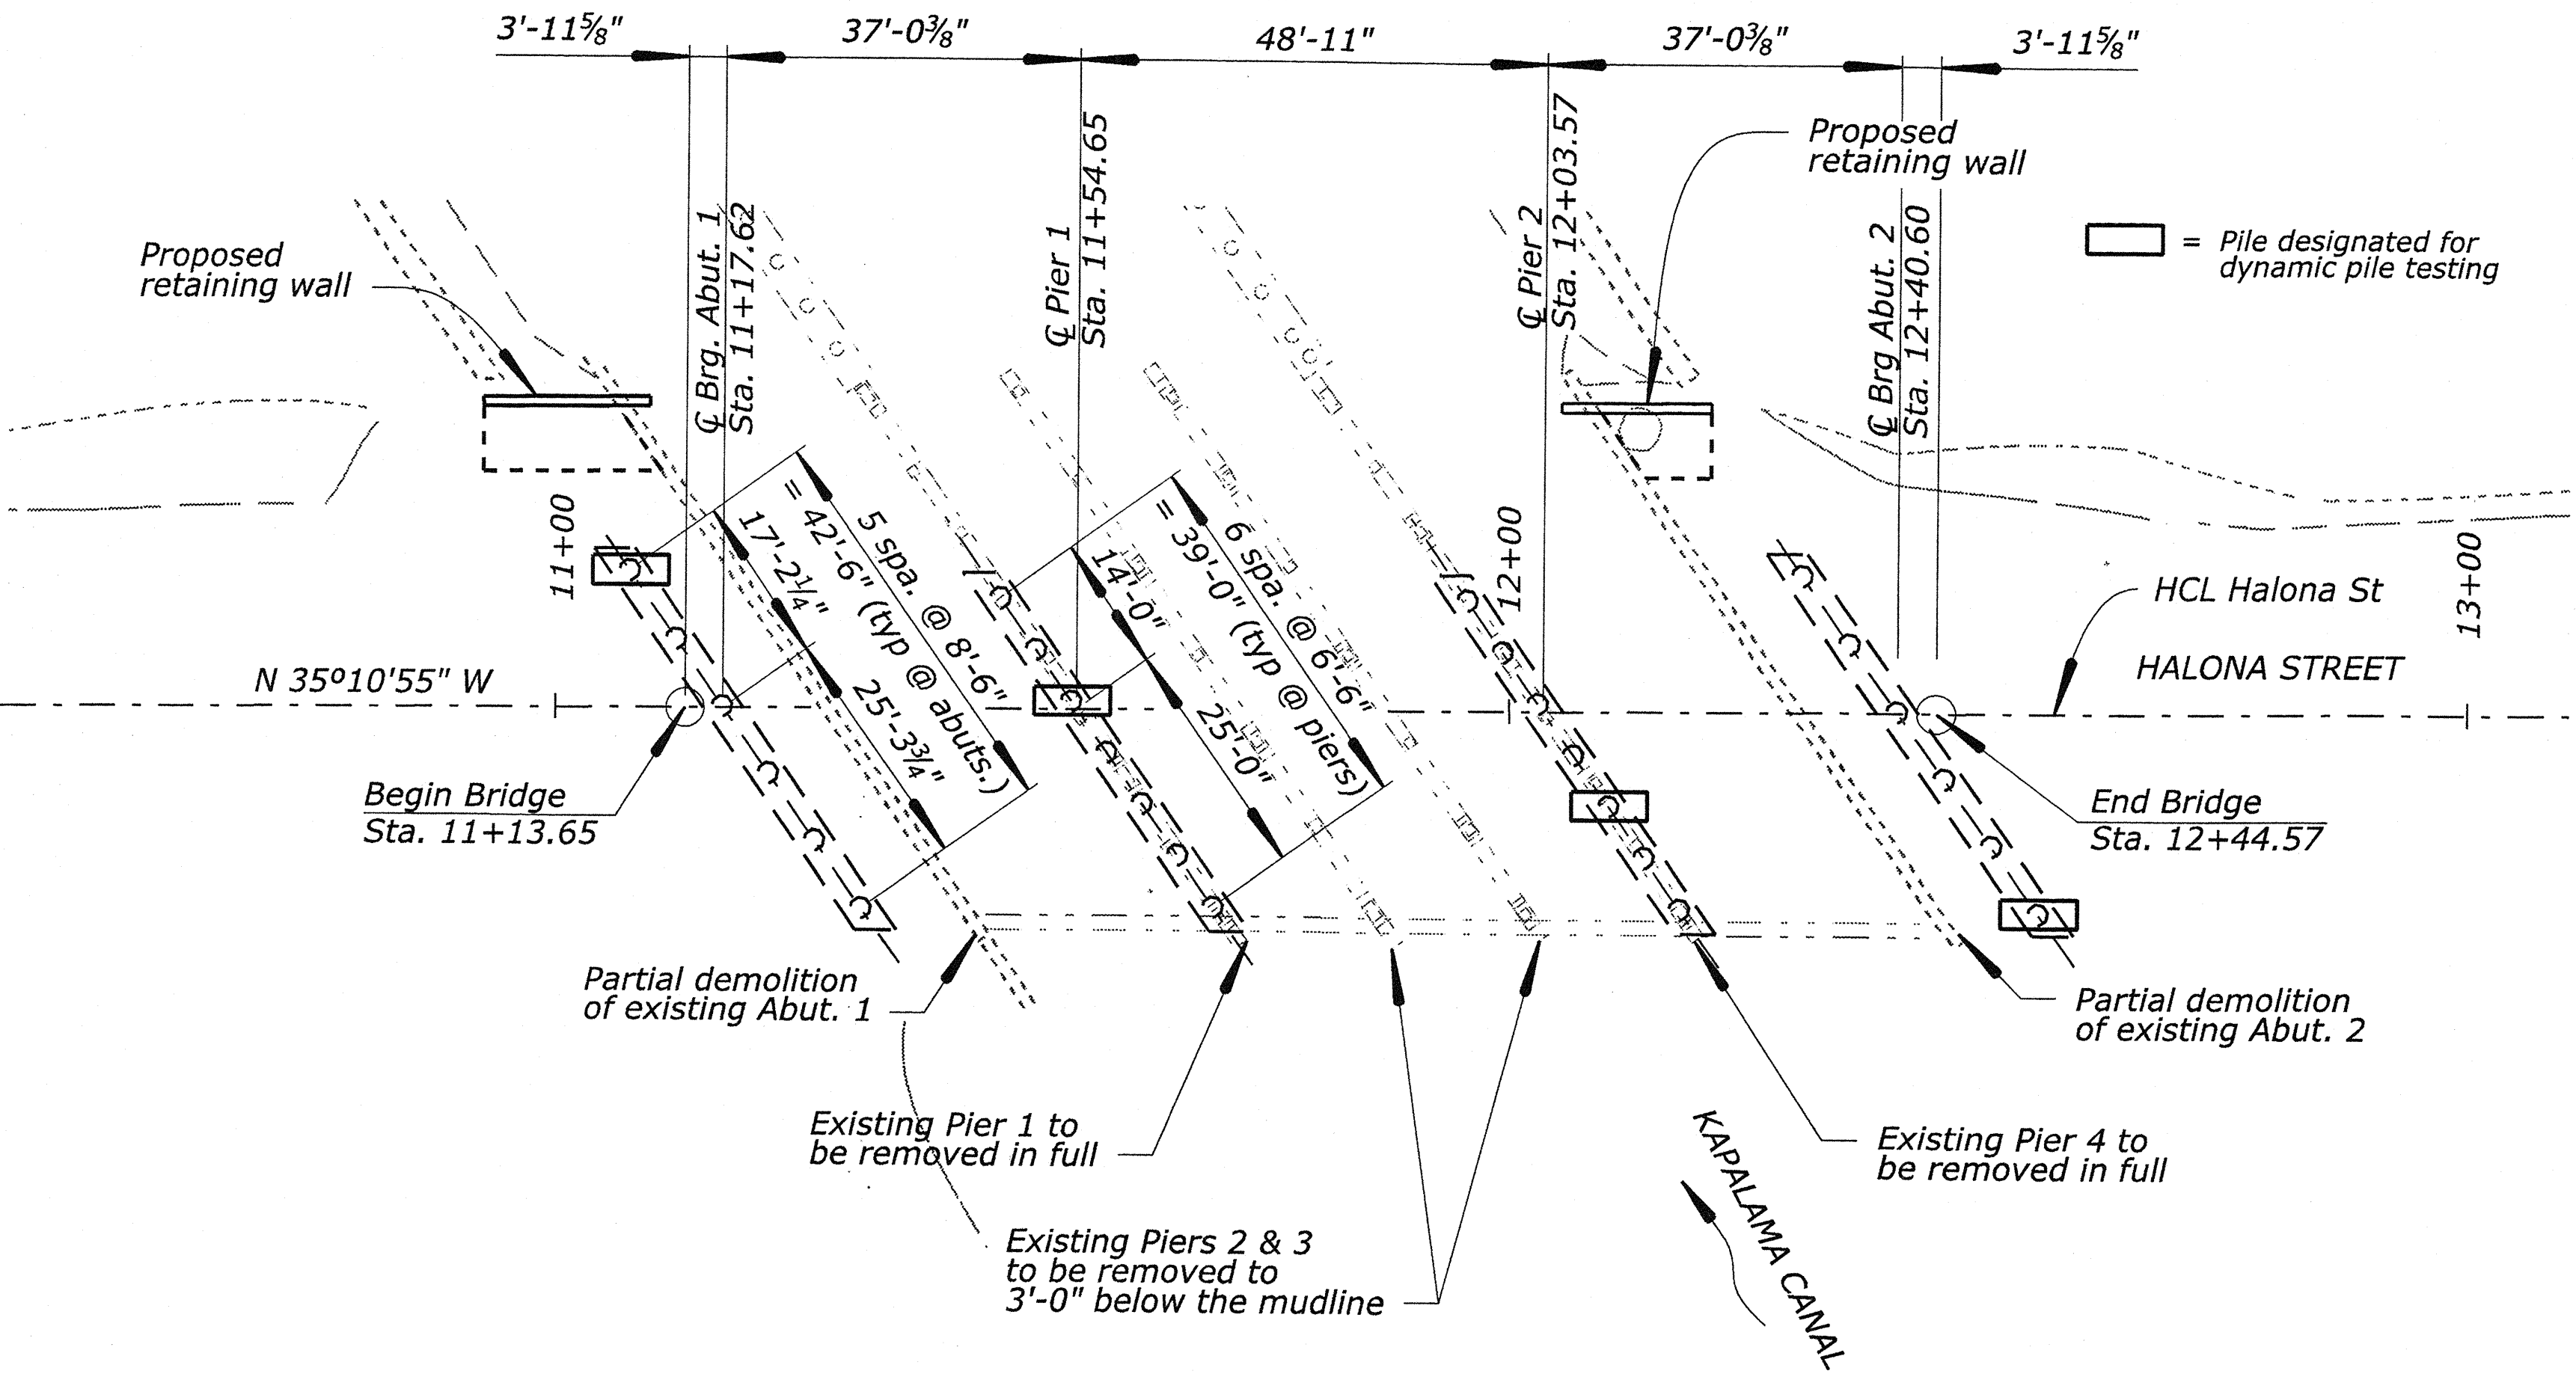 3'-11⅝"
37'-0⅜"
48'-11"
37'-0⅜"
3'-11⅝"
℄ Brg. Abut. 1
Sta. 11+17.62
℄ Pier 1
Sta. 11+54.65
℄ Pier 2
Sta. 12+03.57
℄ Brg Abut. 2
Sta. 12+40.60
Proposed
retaining wall
Proposed
retaining wall
= Pile designated for
dynamic pile testing
11+00
12+00
13+00
5 spa. @ 8'-6"
= 42'-6" (typ @ abuts.)
17'-2¼"
25'-3¾"
6 spa. @ 6'-6"
= 39'-0" (typ @ piers)
14'-0"
25'-0"
HCL Halona St
HALONA STREET
N 35º10'55" W
Begin Bridge
Sta. 11+13.65
End Bridge
Sta. 12+44.57
Partial demolition
of existing Abut. 1
Partial demolition
of existing Abut. 2
Existing Pier 1 to
be removed in full
Existing Pier 4 to
be removed in full
Existing Piers 2 & 3
to be removed to
3'-0" below the mudline
KAPALAMA CANAL